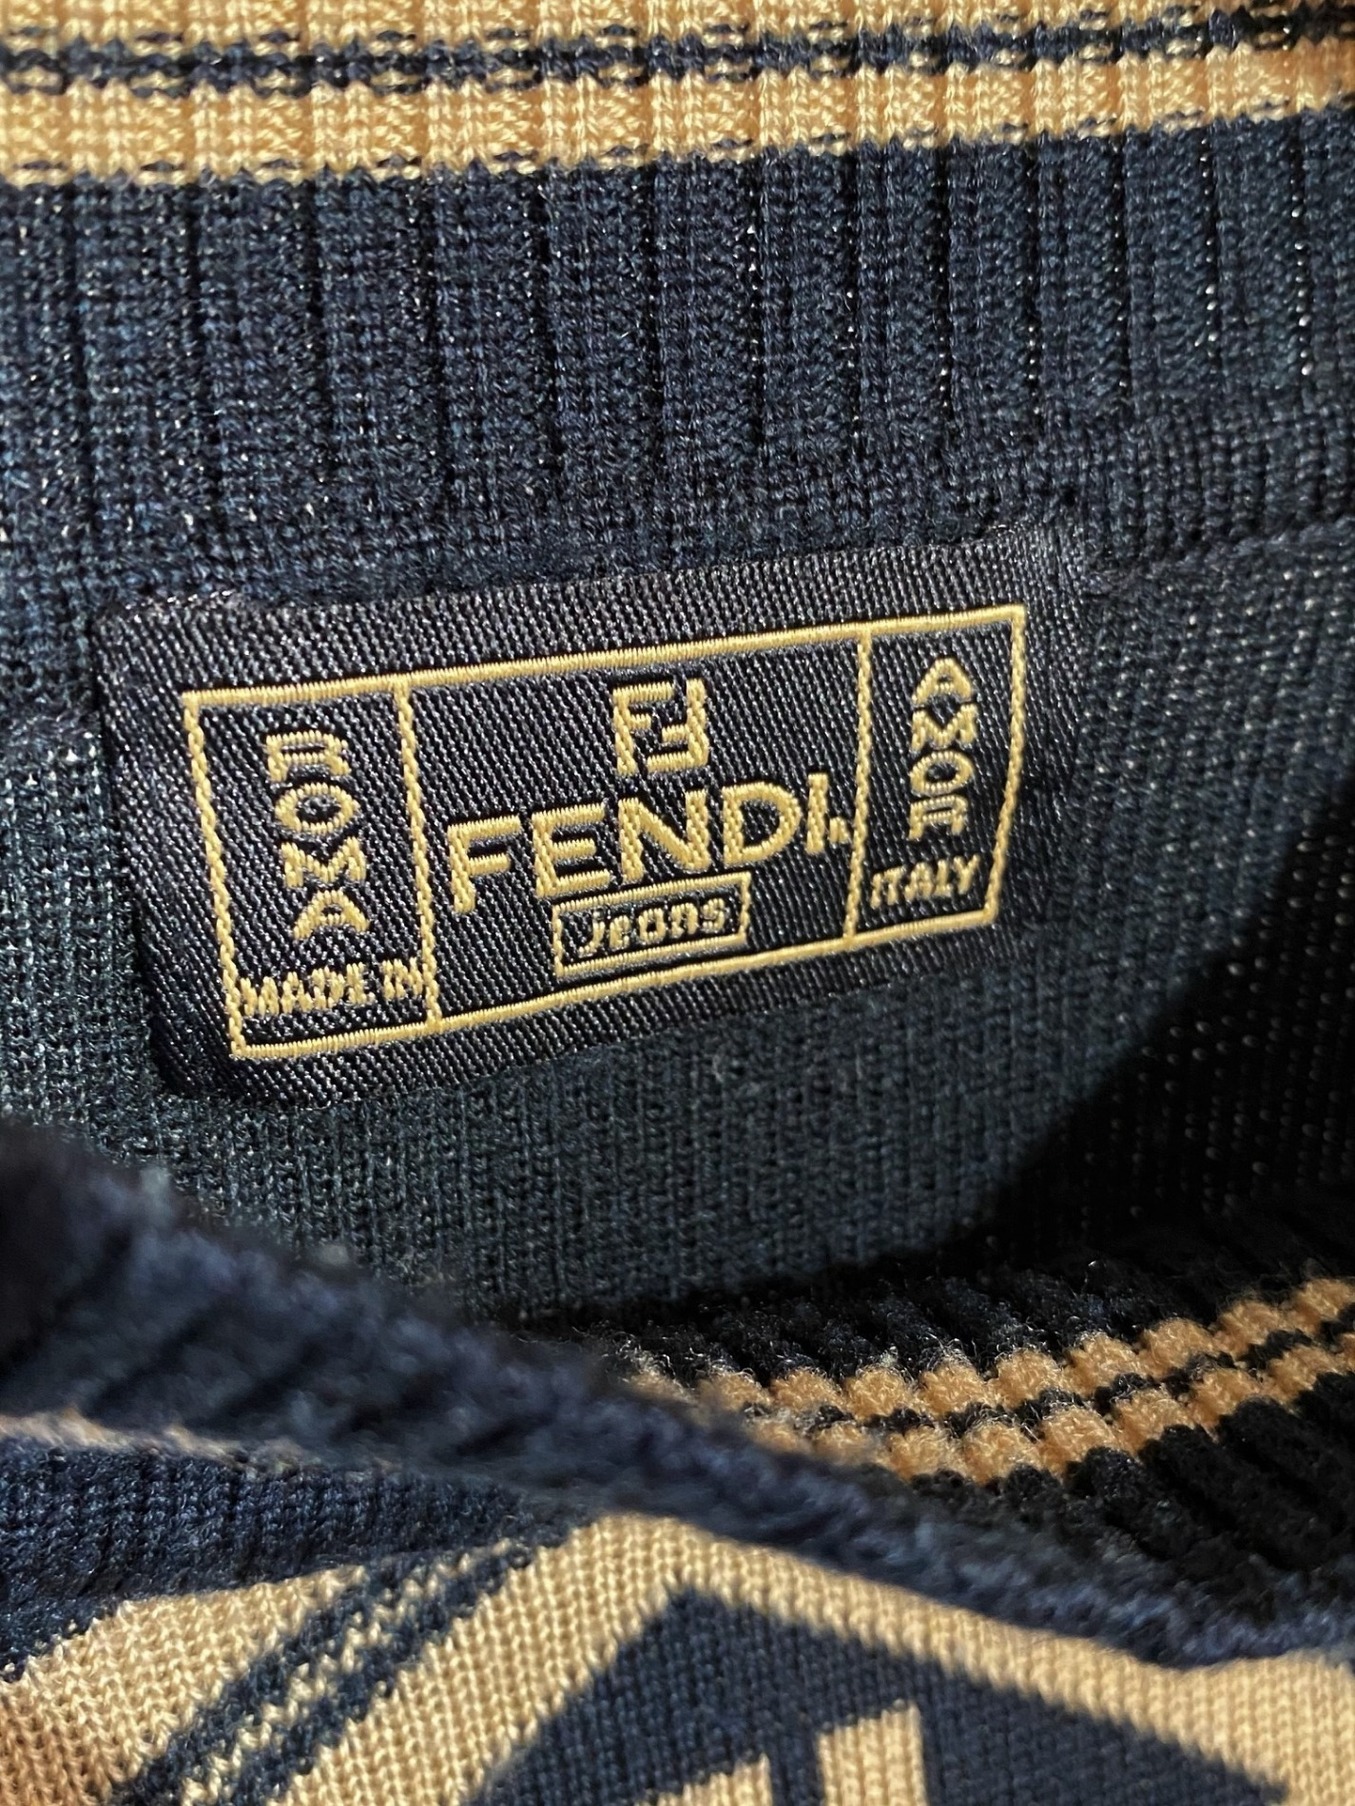 ROMA
MADE IN
FF
FENDI.
jeans
AMOR
ITALY